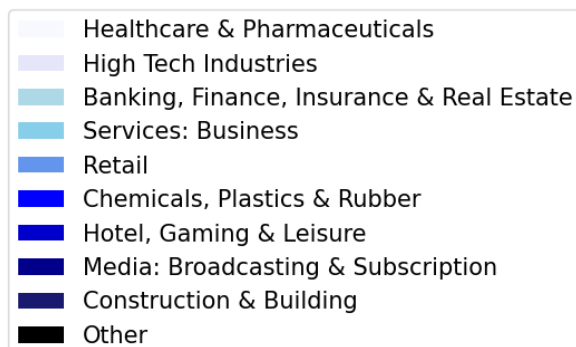 Healthcare & Pharmaceuticals
High Tech Industries
Banking, Finance, Insurance & Real Estate
Services: Business
Retail
Chemicals, Plastics & Rubber
Hotel, Gaming & Leisure
Media: Broadcasting & Subscription
Construction & Building
Other